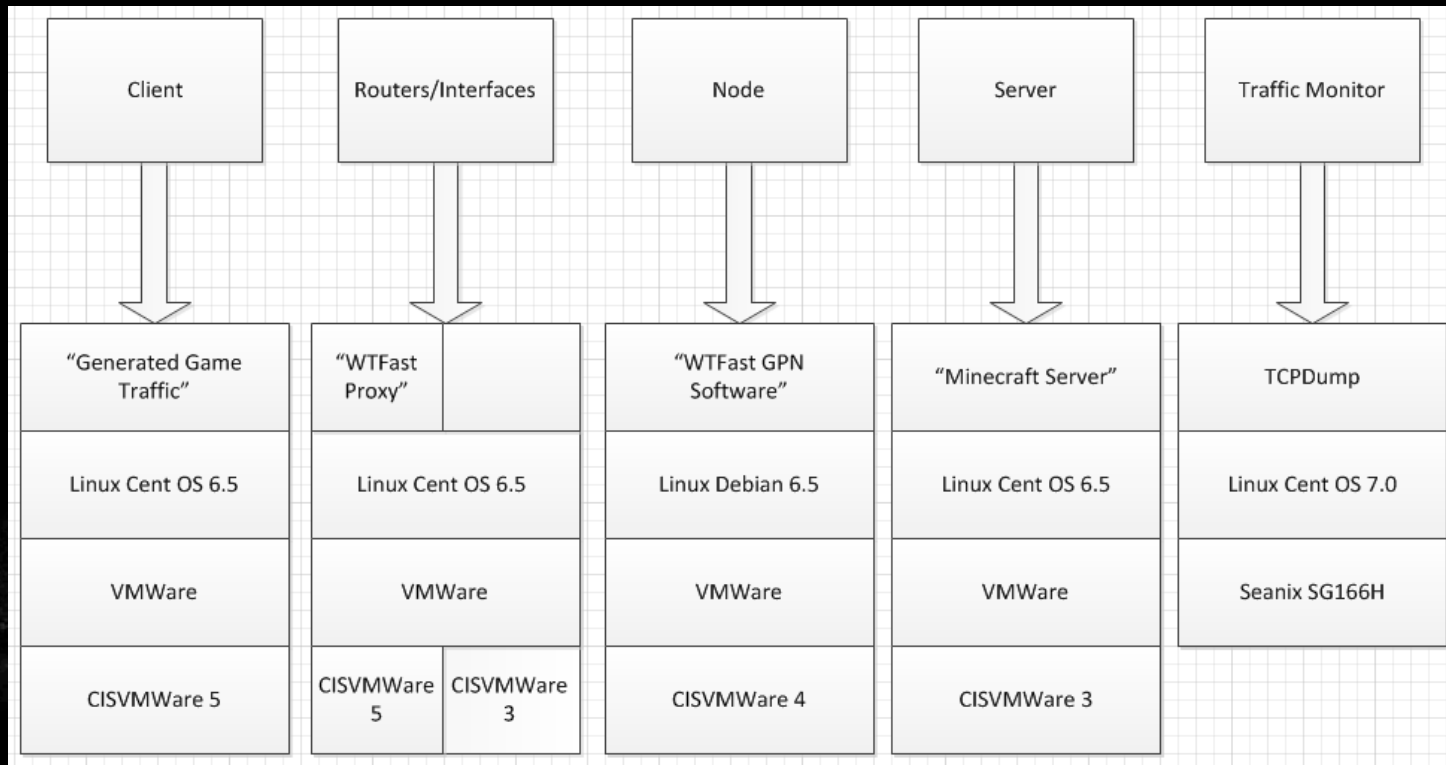 Client
Routers/Interfaces
Node
Server
Traffic Monitor
“Generated Game
Traffic”
“WTFast
Proxy”
“WTFast GPN
Software”
“Minecraft Server”
TCPDump
Linux Cent OS 6.5
Linux Cent OS 6.5
Linux Debian 6.5
Linux Cent OS 6.5
Linux Cent OS 7.0
VMWare
VMWare
VMWare
VMWare
Seanix SG166H
CISVMWare 5
CISVMWare
5
CISVMWare
3
CISVMWare 4
CISVMWare 3